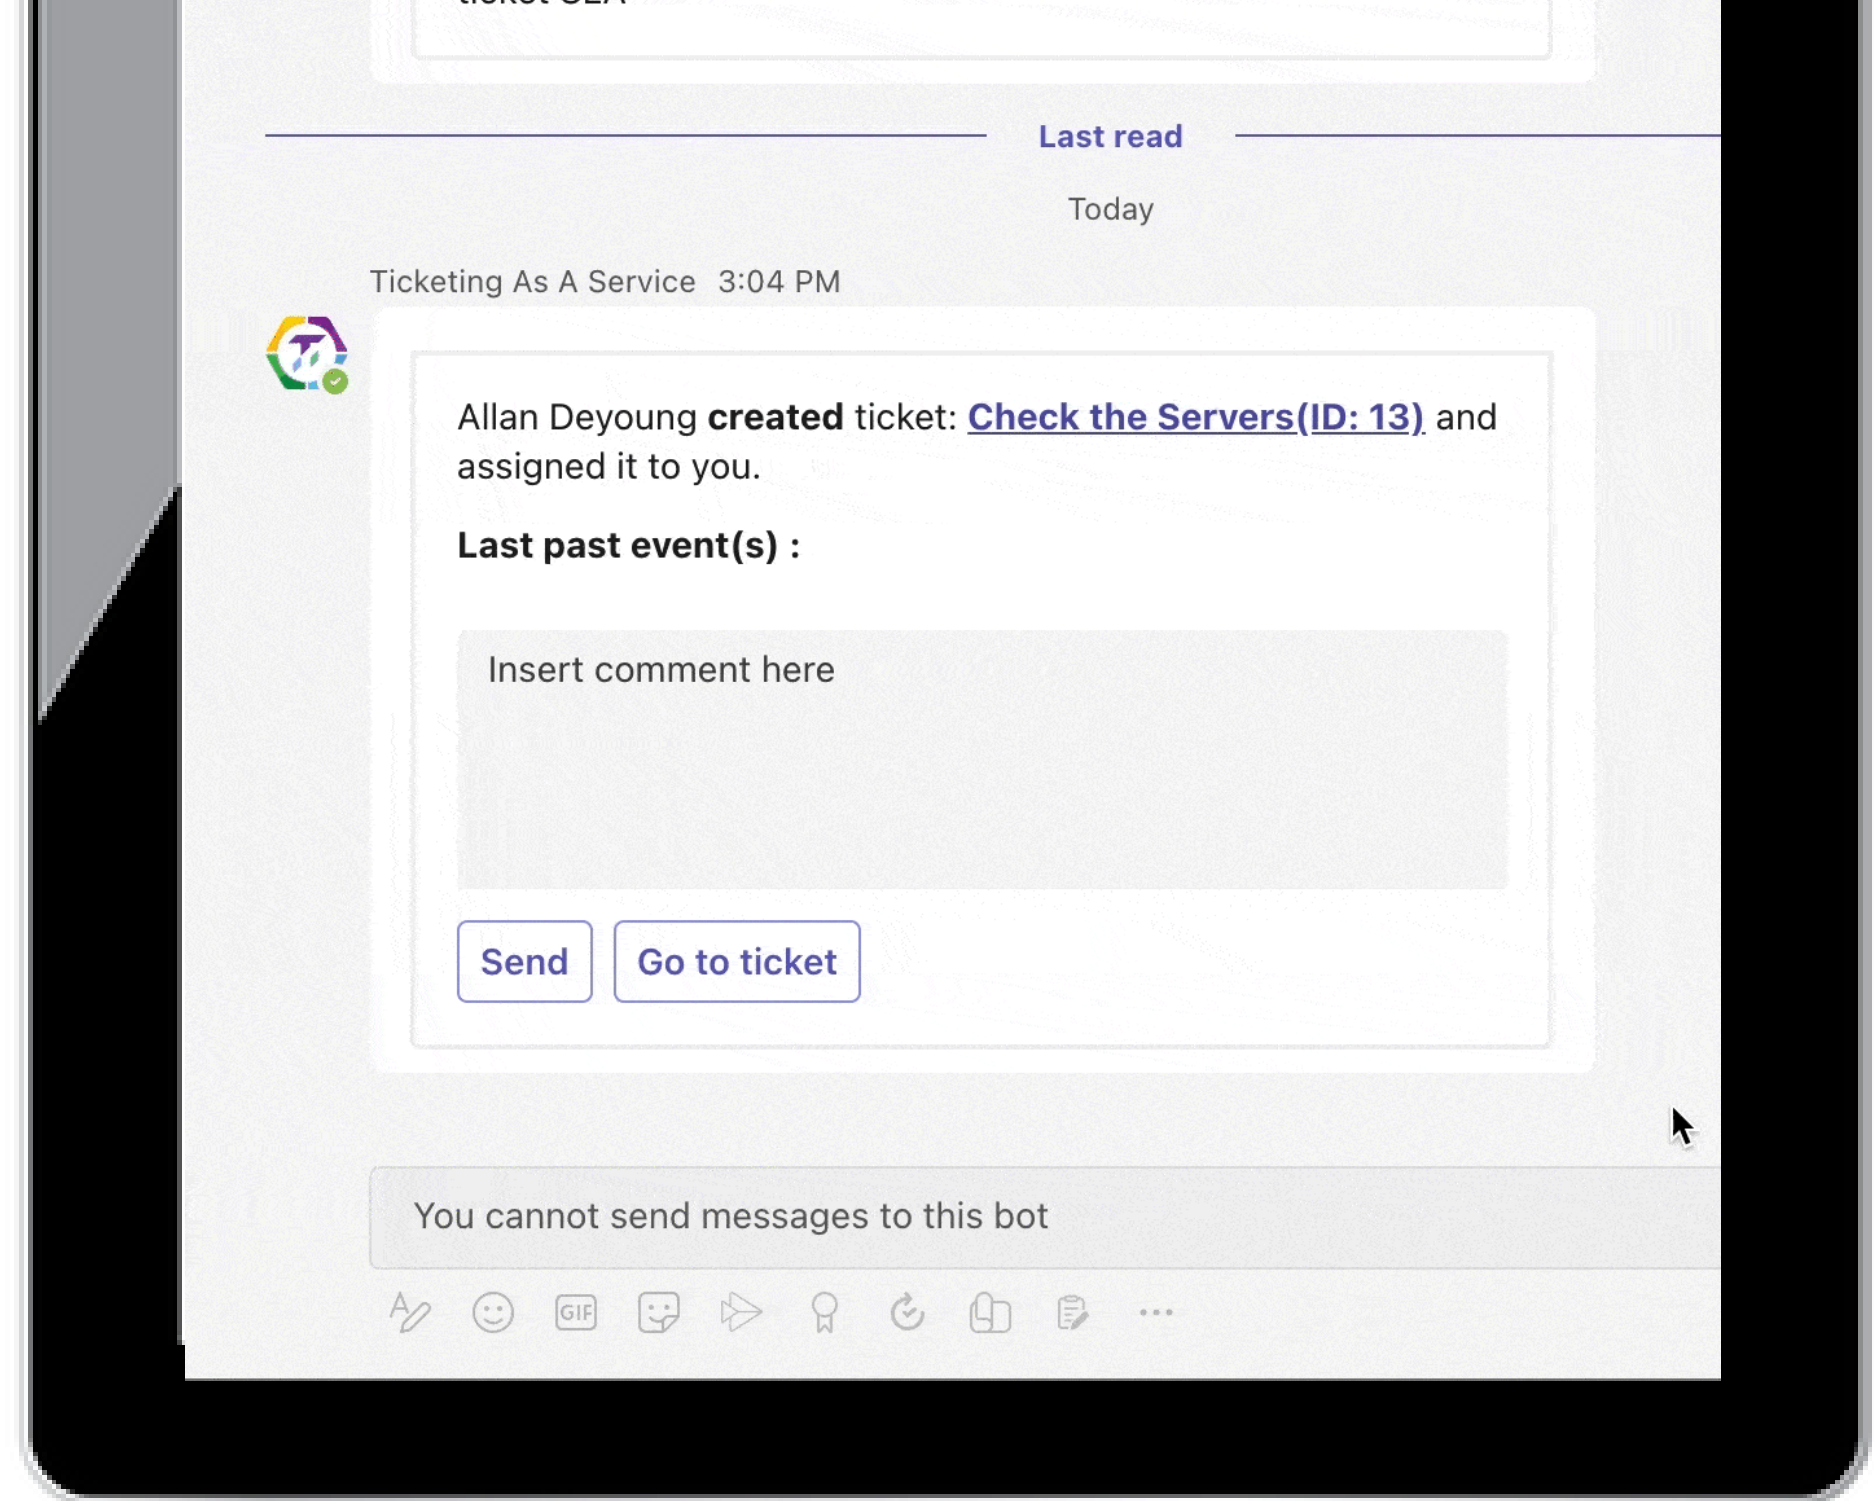 ticket SLA
Last read
Today
Ticketing As A Service 3:04 PM
Allan Deyoung created ticket: Check the Servers(ID: 13) and
assigned it to you.
Last past event(s) :
Insert comment here
Send Go to ticket
You cannot send messages to this bot
GIF